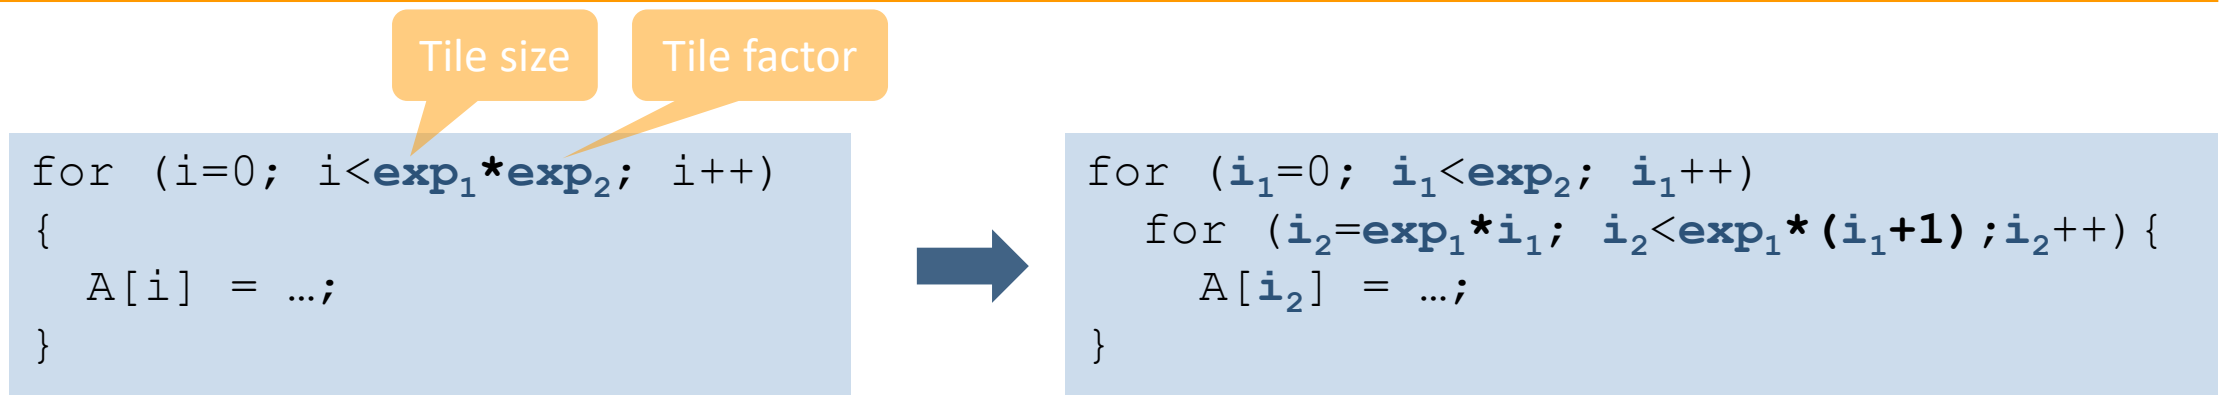 Tile size
Tile factor
for (i=0; i<exp₁*exp₂; i++)
{
  A[i] = …;
}
for (i₁=0; i₁<exp₂; i₁++)
  for (i₂=exp₁*i₁; i₂<exp₁*(i₁+1);i₂++){
    A[i₂] = …;
}